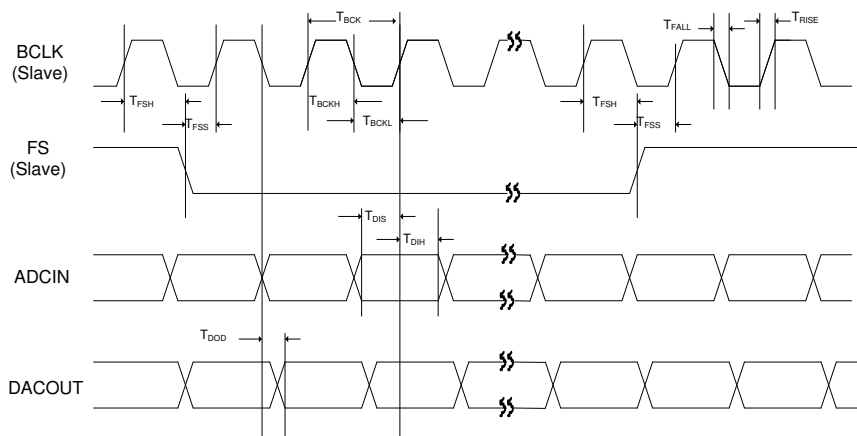 TBCK
TFALL
TRISE
BCLK
(Slave)
TFSH
TBCKH
TFSH
TFSS
TBCKL
TFSS
FS
(Slave)
TDIS
TDIH
ADCIN
TDOD
DACOUT